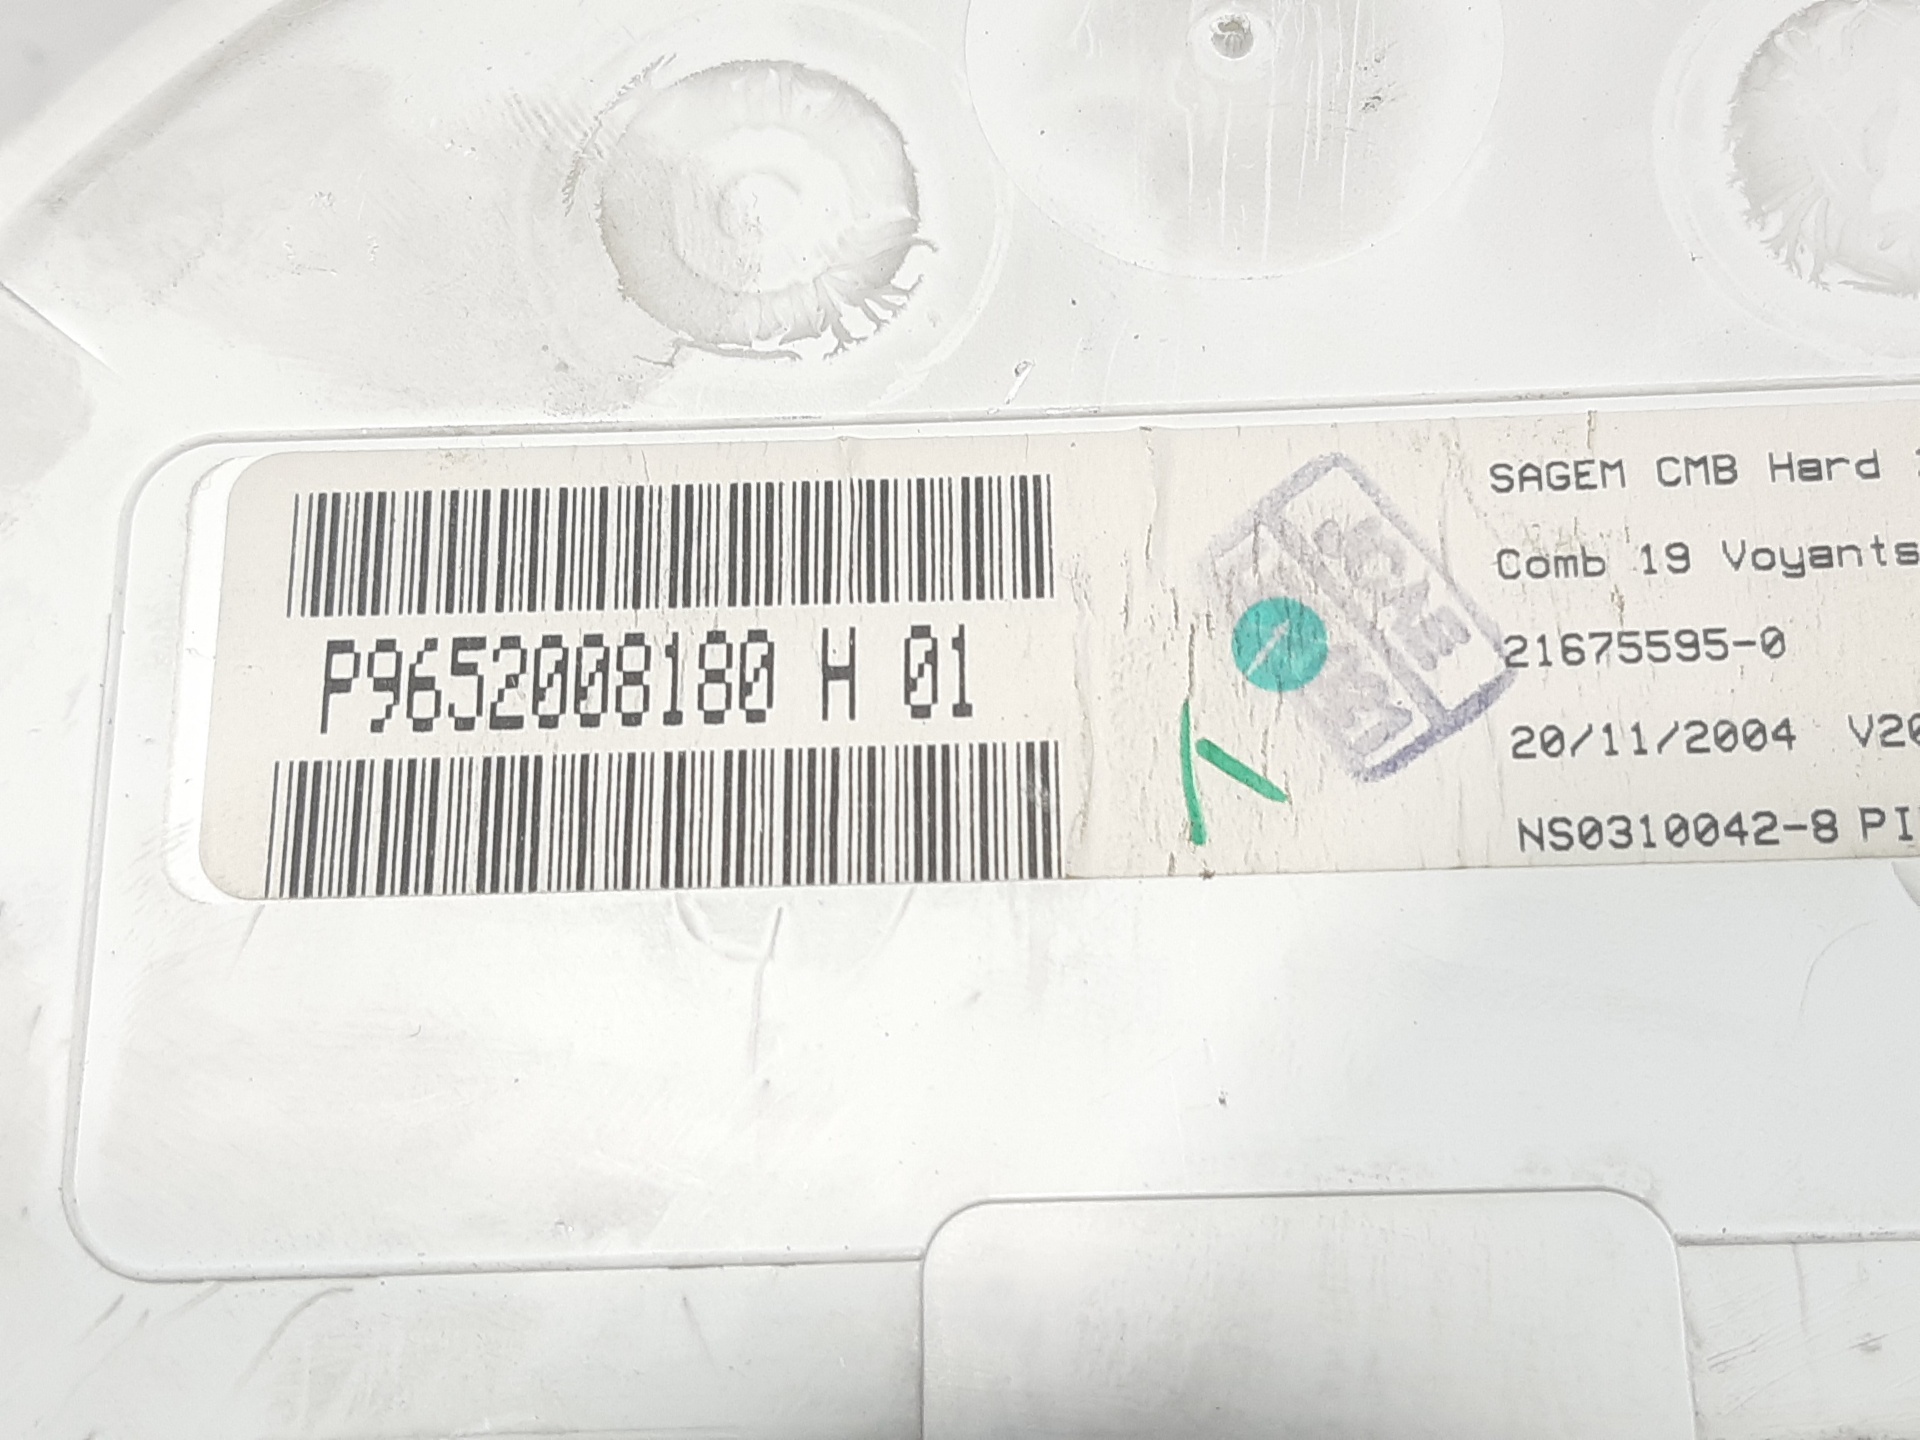 P9652008180 H 01
SAGEM CMB Hard
Comb 19 Voyants
21675595-0
20/11/2004 V20
NS0310042-8 PI